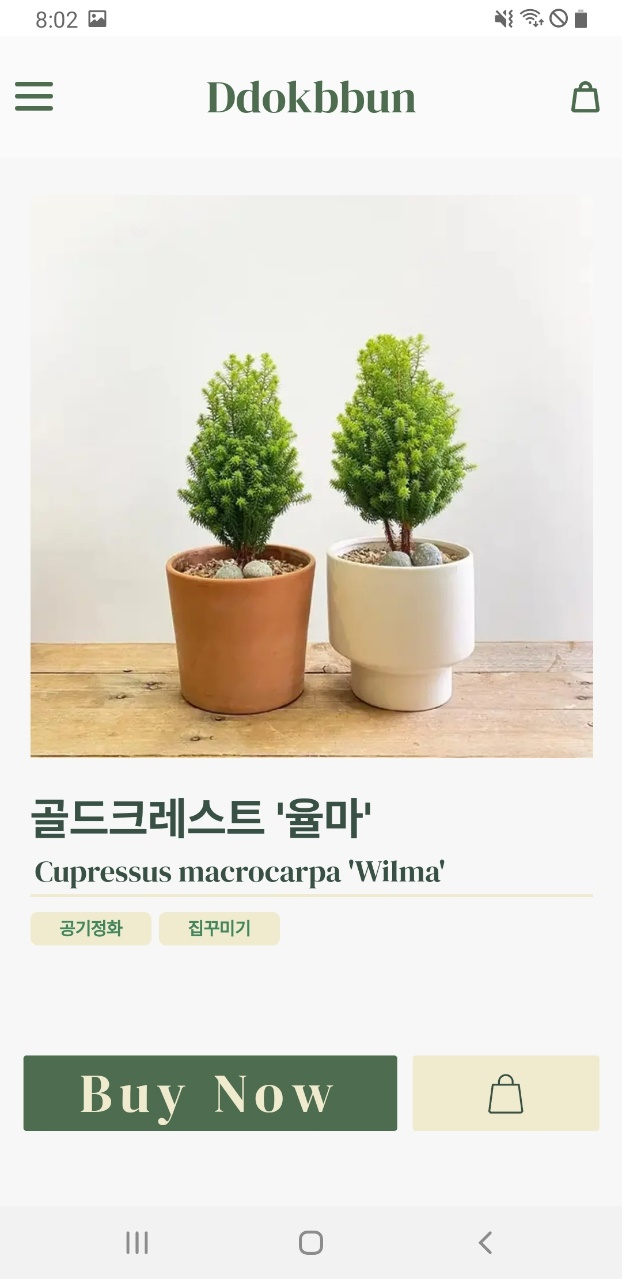 8:02
Ddokbbun
골드크레스트 '율마'
Cupressus macrocarpa 'Wilma'
공기정화 집꾸미기
Buy Now